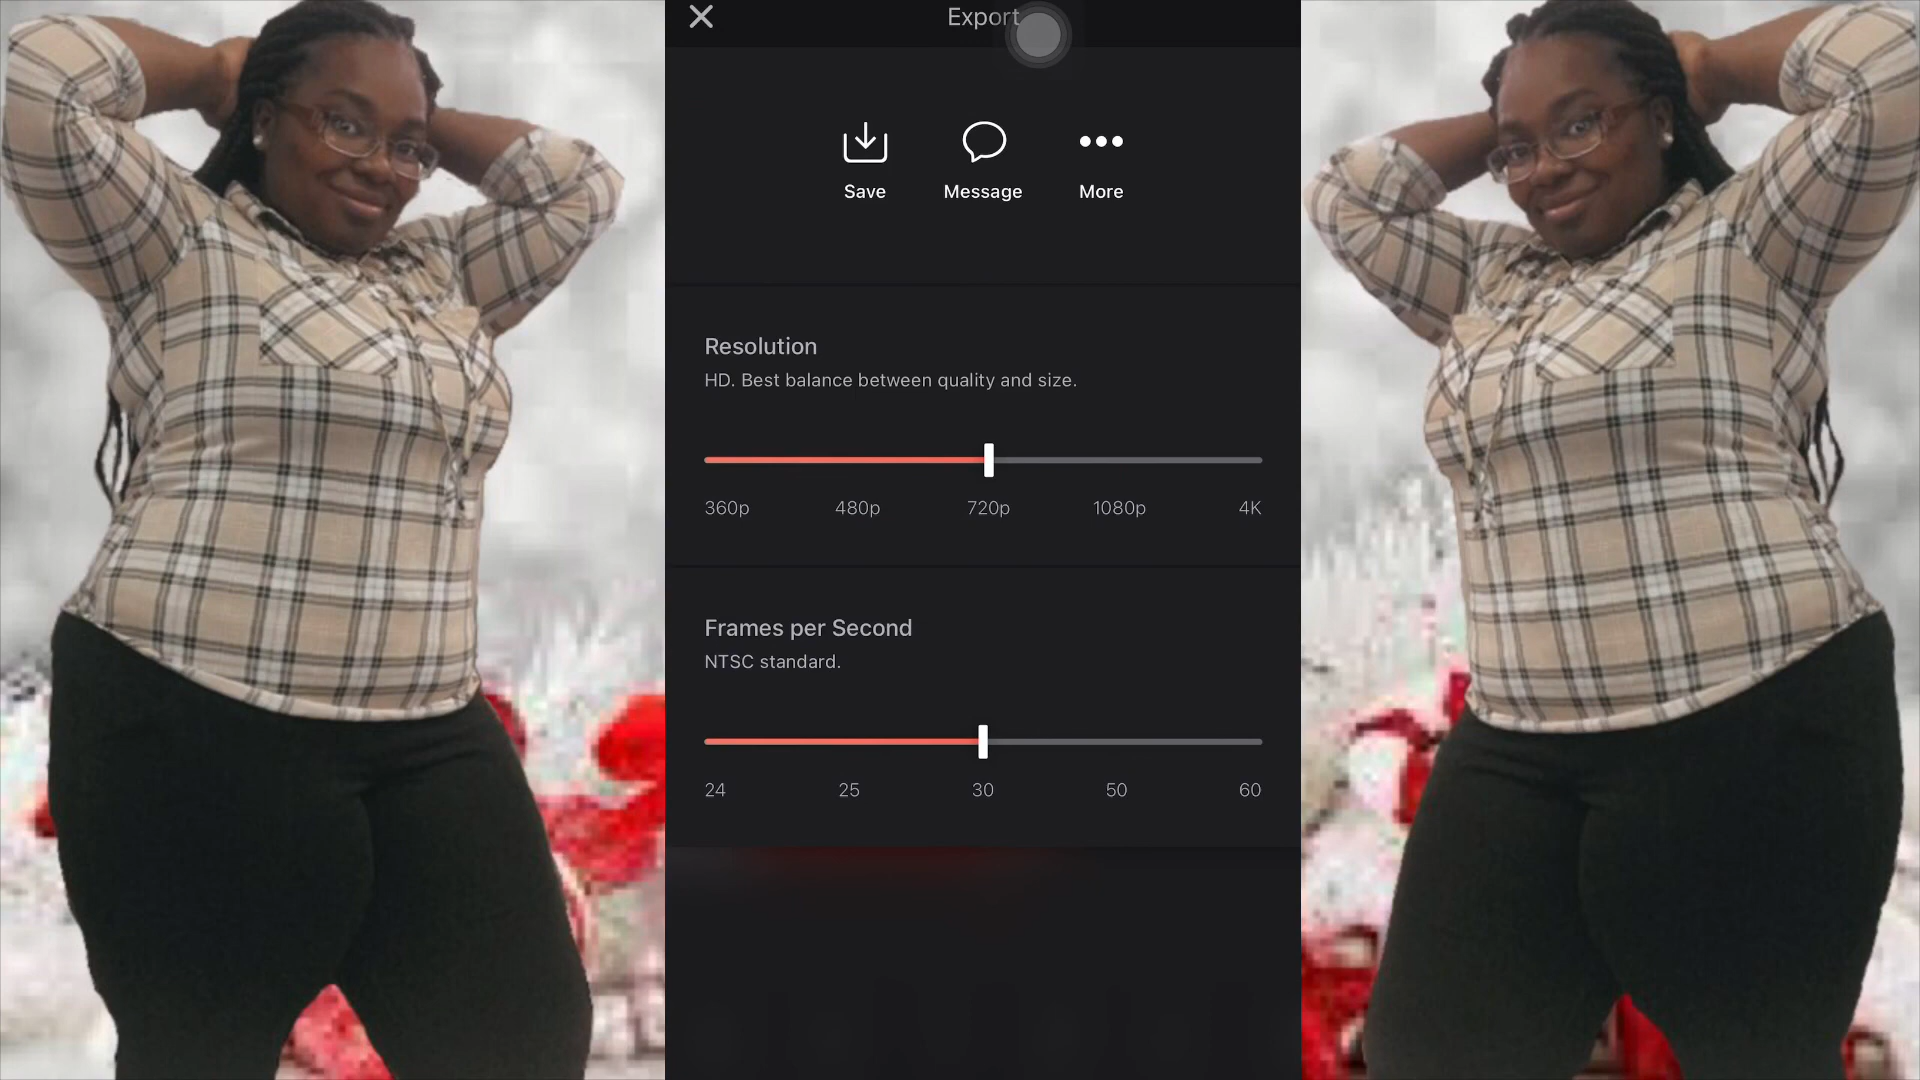 Export
Save Message More
Resolution
HD. Best balance between quality and size.
360p 480p 720p 1080p 4K
Frames per Second
NTSC standard.
24 25 30 50 60